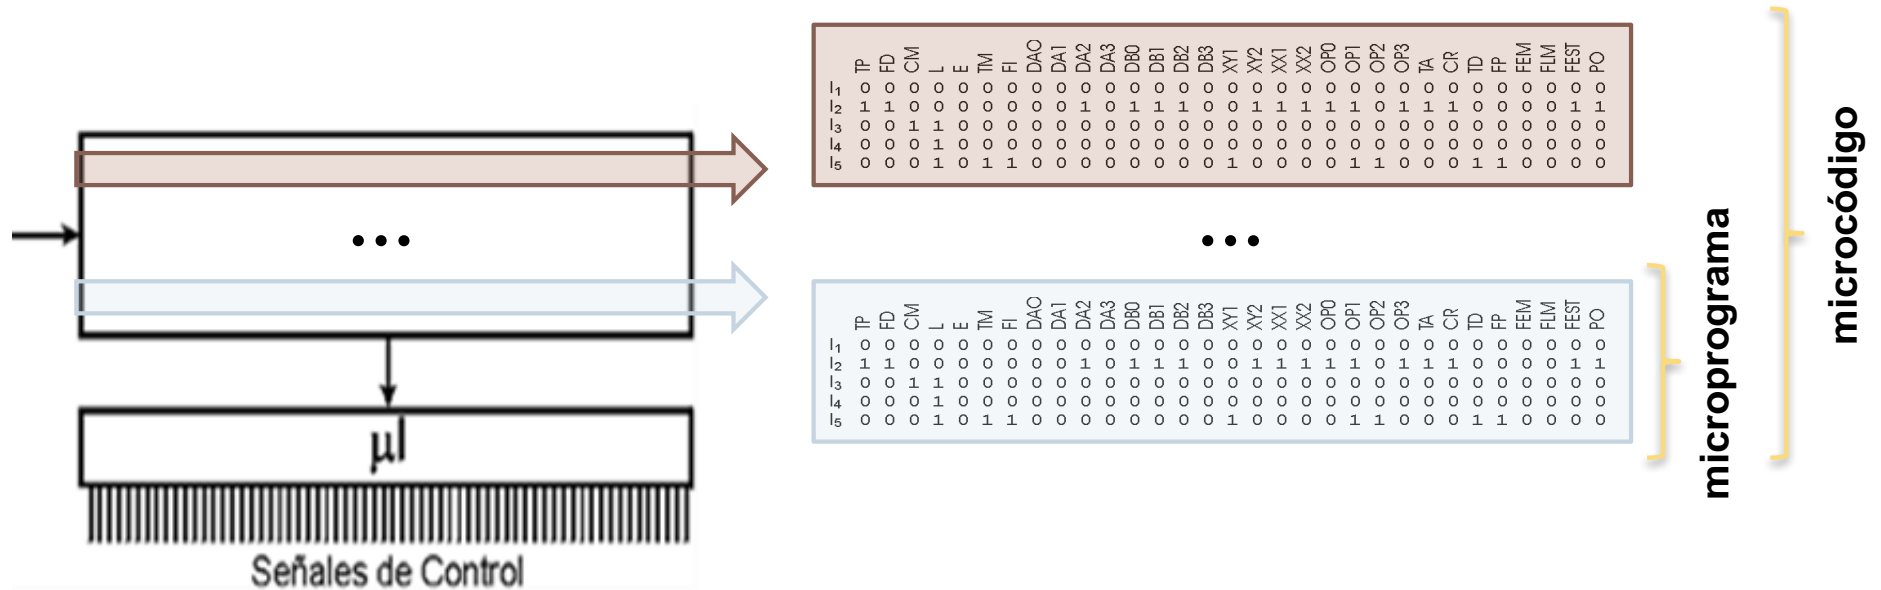 TP FD CM L E TM FI DAO DA1 DA2 DA3 DB0 DB1 DB2 DB3 XY1 XY2 XX1 XX2 OP0 OP1 OP2 OP3 TA CR TD FP FEM FLM FEST PO
I₁ 0 0 0 0 0 0 0 0 0 0 0 0 0 0 0 0 0 0 0 0 0 0 0 0 0 0 0 0 0 0 0
I₂ 1 1 0 0 0 0 0 0 0 1 0 1 1 1 0 0 1 1 1 1 1 0 1 1 1 0 0 0 0 1 1
I₃ 0 0 1 1 0 0 0 0 0 0 0 0 0 0 0 0 0 0 0 0 0 0 0 0 0 0 0 0 0 0 0
I₄ 0 0 0 1 0 0 0 0 0 0 0 0 0 0 0 0 0 0 0 0 0 0 0 0 0 0 0 0 0 0 0
I₅ 0 0 0 1 0 1 1 0 0 0 0 0 0 0 0 1 0 0 0 0 1 1 0 0 0 1 1 0 0 0 0
...
...
TP FD CM L E TM FI DAO DA1 DA2 DA3 DB0 DB1 DB2 DB3 XY1 XY2 XX1 XX2 OP0 OP1 OP2 OP3 TA CR TD FP FEM FLM FEST PO
I₁ 0 0 0 0 0 0 0 0 0 0 0 0 0 0 0 0 0 0 0 0 0 0 0 0 0 0 0 0 0 0 0
I₂ 1 1 0 0 0 0 0 0 0 1 0 1 1 1 0 0 1 1 1 1 1 0 1 1 1 0 0 0 0 1 1
I₃ 0 0 1 1 0 0 0 0 0 0 0 0 0 0 0 0 0 0 0 0 0 0 0 0 0 0 0 0 0 0 0
I₄ 0 0 0 1 0 0 0 0 0 0 0 0 0 0 0 0 0 0 0 0 0 0 0 0 0 0 0 0 0 0 0
I₅ 0 0 0 1 0 1 1 0 0 0 0 0 0 0 0 1 0 0 0 0 1 1 0 0 0 1 1 0 0 0 0
microprograma
microcódigo
µI
Señales de Control